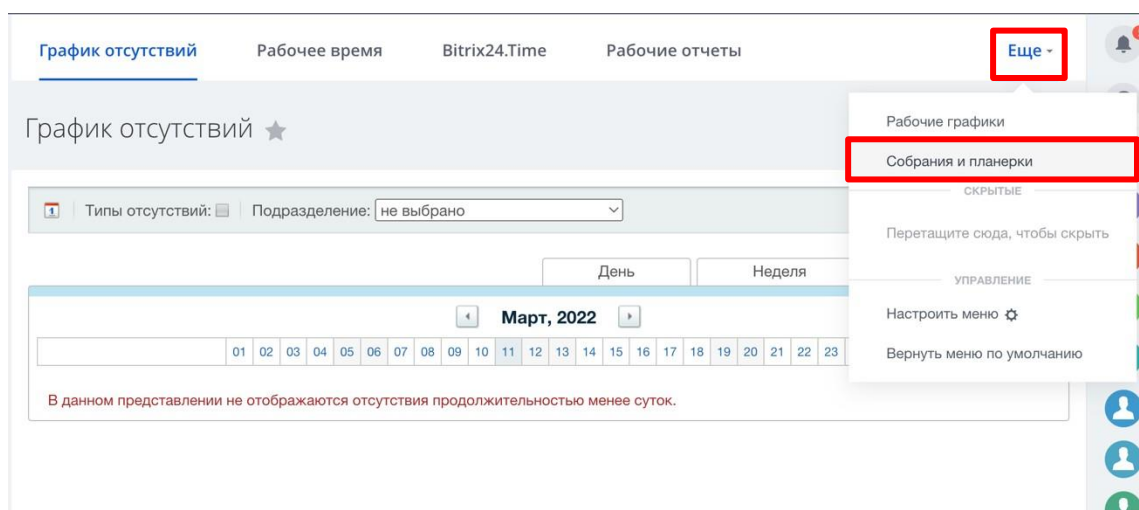 График отсутствий Рабочее время Bitrix24.Time Рабочие отчеты Еще
График отсутствий
Рабочие графики
Собрания и планерки
СКРЫТЫЕ
Перетащите сюда, чтобы скрыть
УПРАВЛЕНИЕ
Настроить меню
Вернуть меню по умолчанию
1 Типы отсутствий: Подразделение: не выбрано
День Неделя
Март, 2022
01 02 03 04 05 06 07 08 09 10 11 12 13 14 15 16 17 18 19 20 21 22 23
В данном представлении не отображаются отсутствия продолжительностью менее суток.